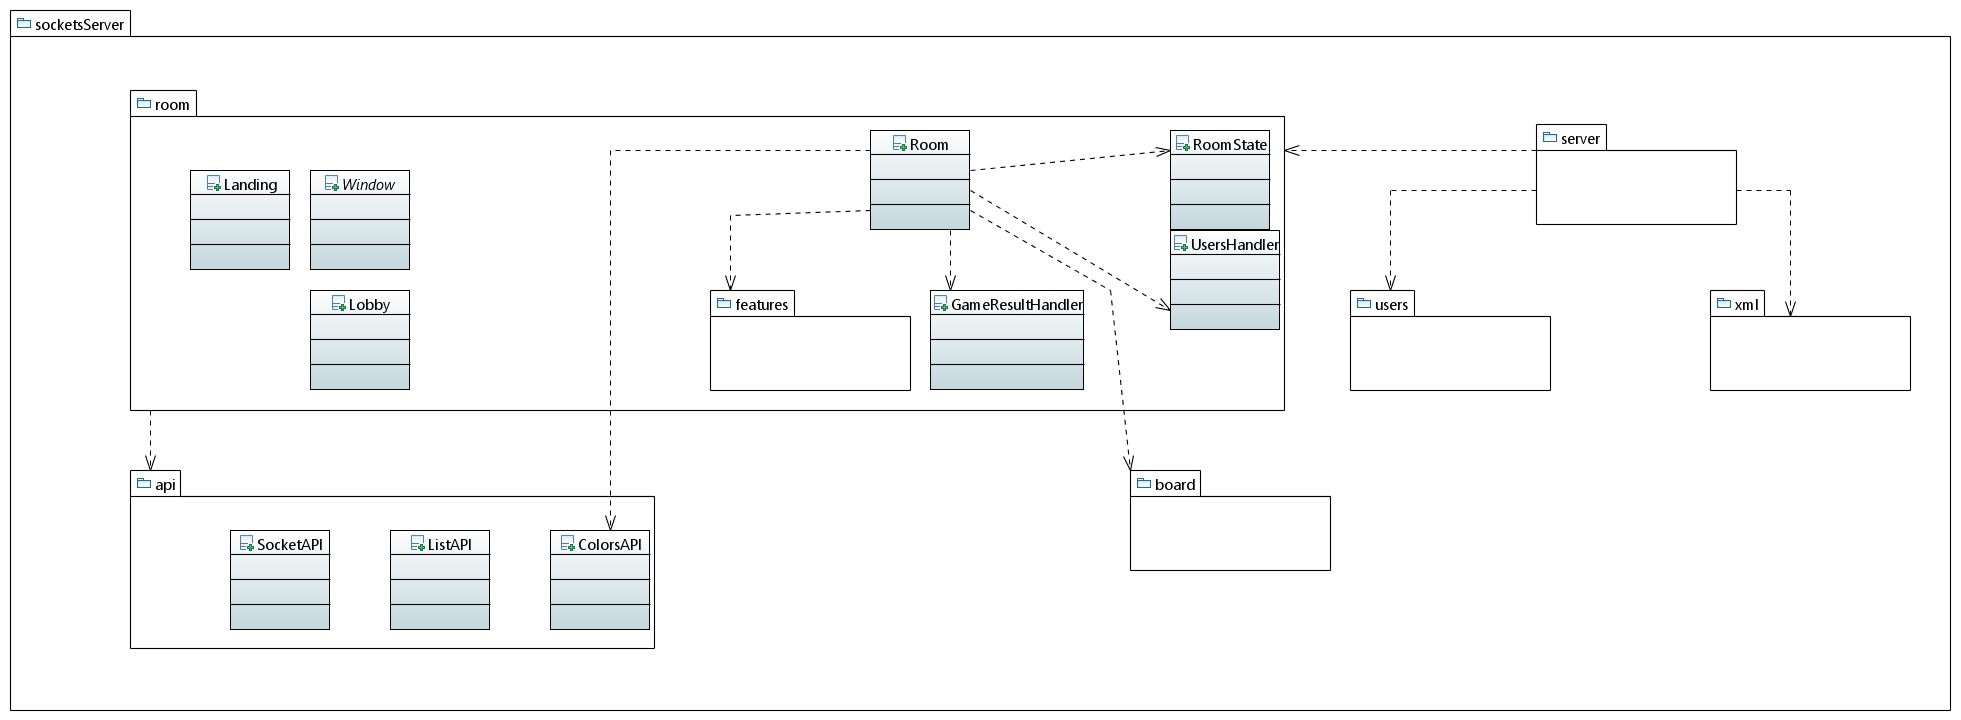 socketsServer
room
server
Room
RoomState
Landing
Window
UsersHandler
Lobby
features
GameResultHandler
users
xml
api
board
SocketAPI
ListAPI
ColorsAPI